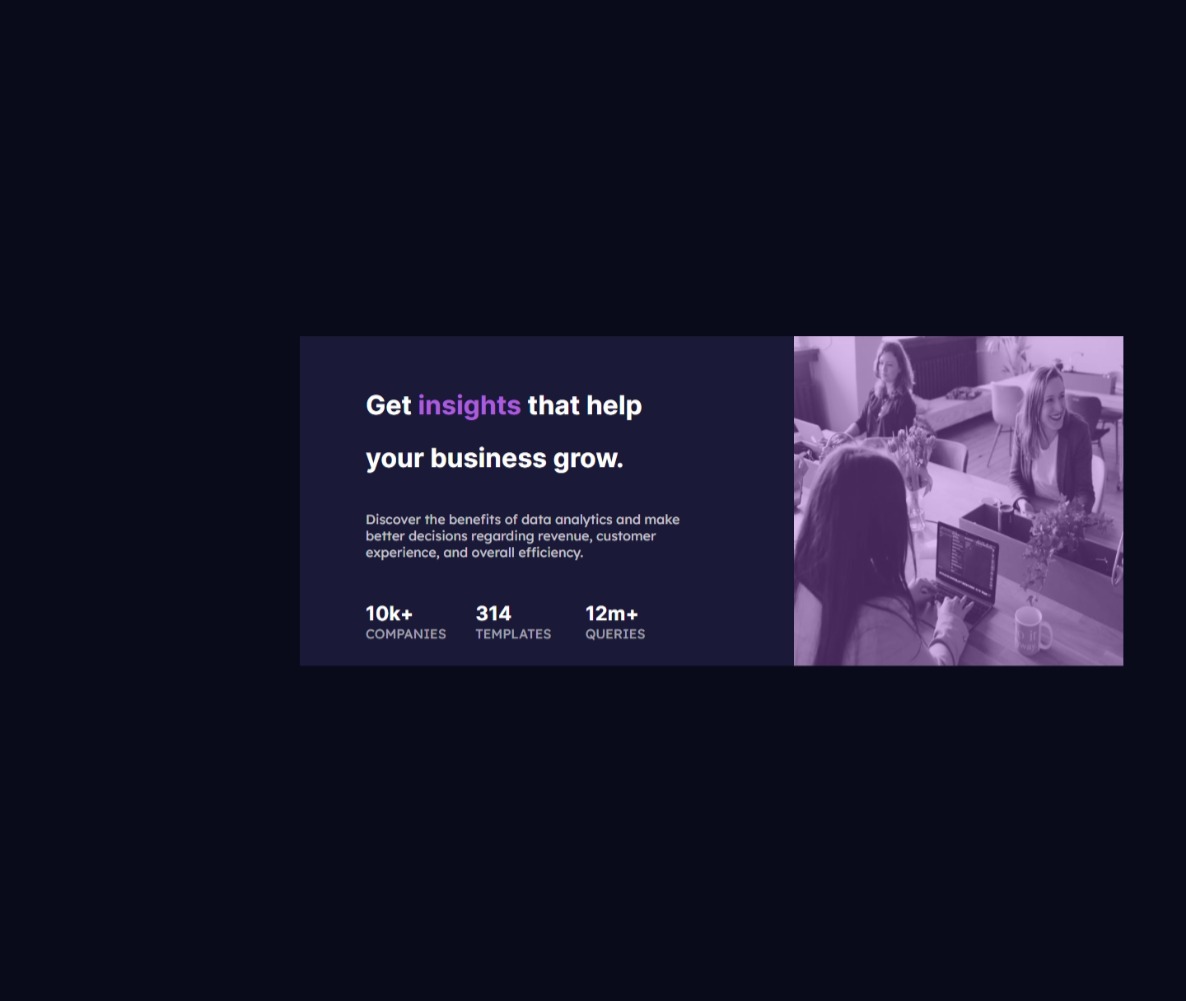 Get insights that help
your business grow.
Discover the benefits of data analytics and make
better decisions regarding revenue, customer
experience, and overall efficiency.
10k+ 314 12m+
COMPANIES TEMPLATES QUERIES